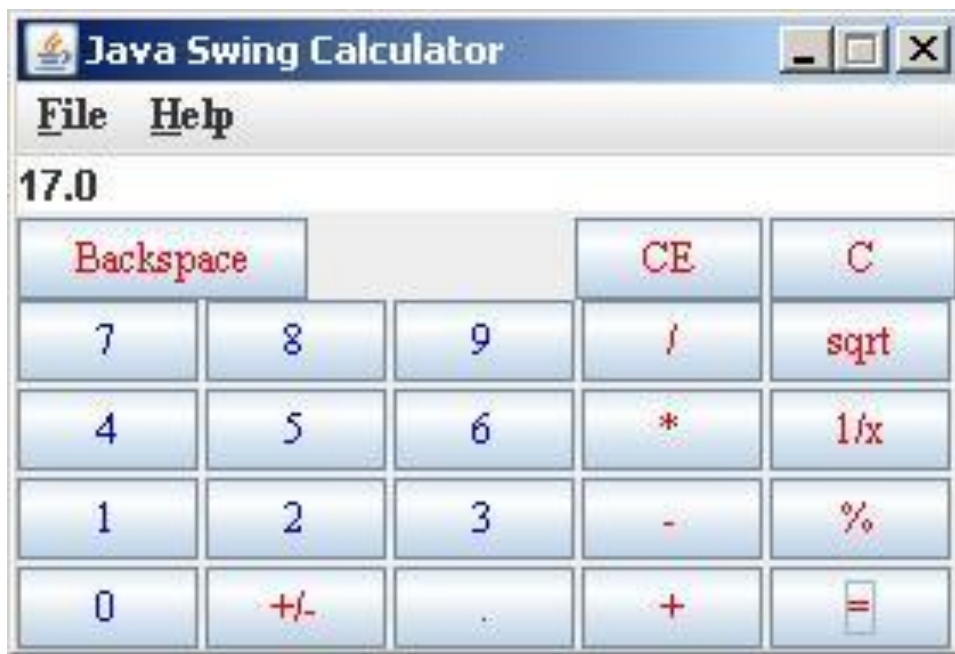 Java Swing Calculator
File Help
17.0
Backspace CE C
7 8 9 / sqrt
4 5 6 * 1/x
1 2 3 - %
0 +/- . + =